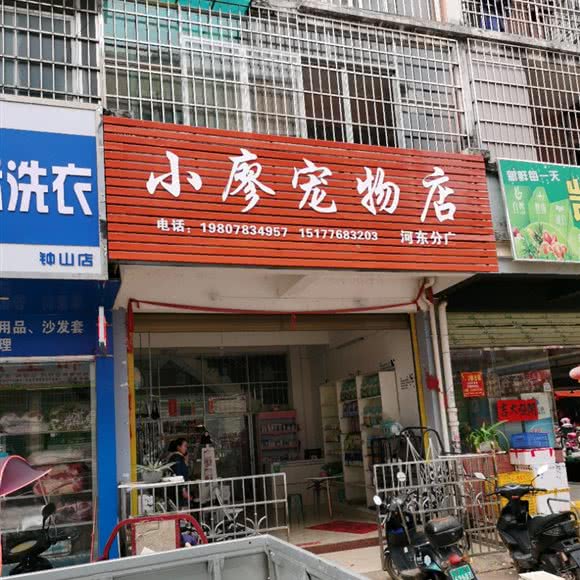 洗衣
钟山店
用品、沙发套
理
小廖宠物店
电话：19807834957 15177683203 河东分广
新鲜每一天